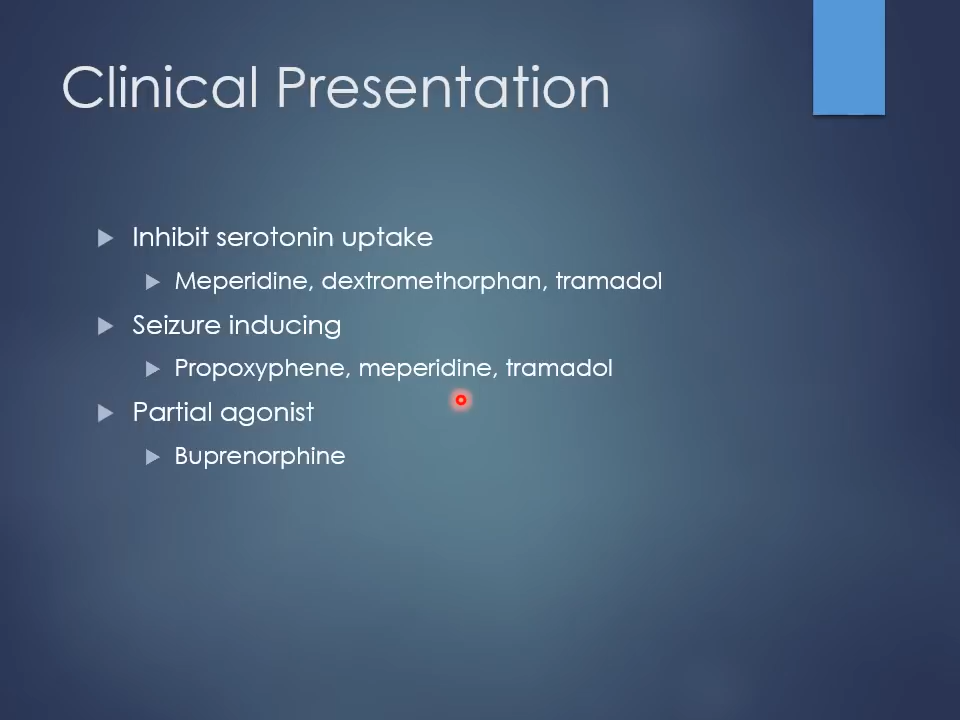 Clinical Presentation
Inhibit serotonin uptake
Meperidine, dextromethorphan, tramadol
Seizure inducing
Propoxyphene, meperidine, tramadol
Partial agonist
Buprenorphine